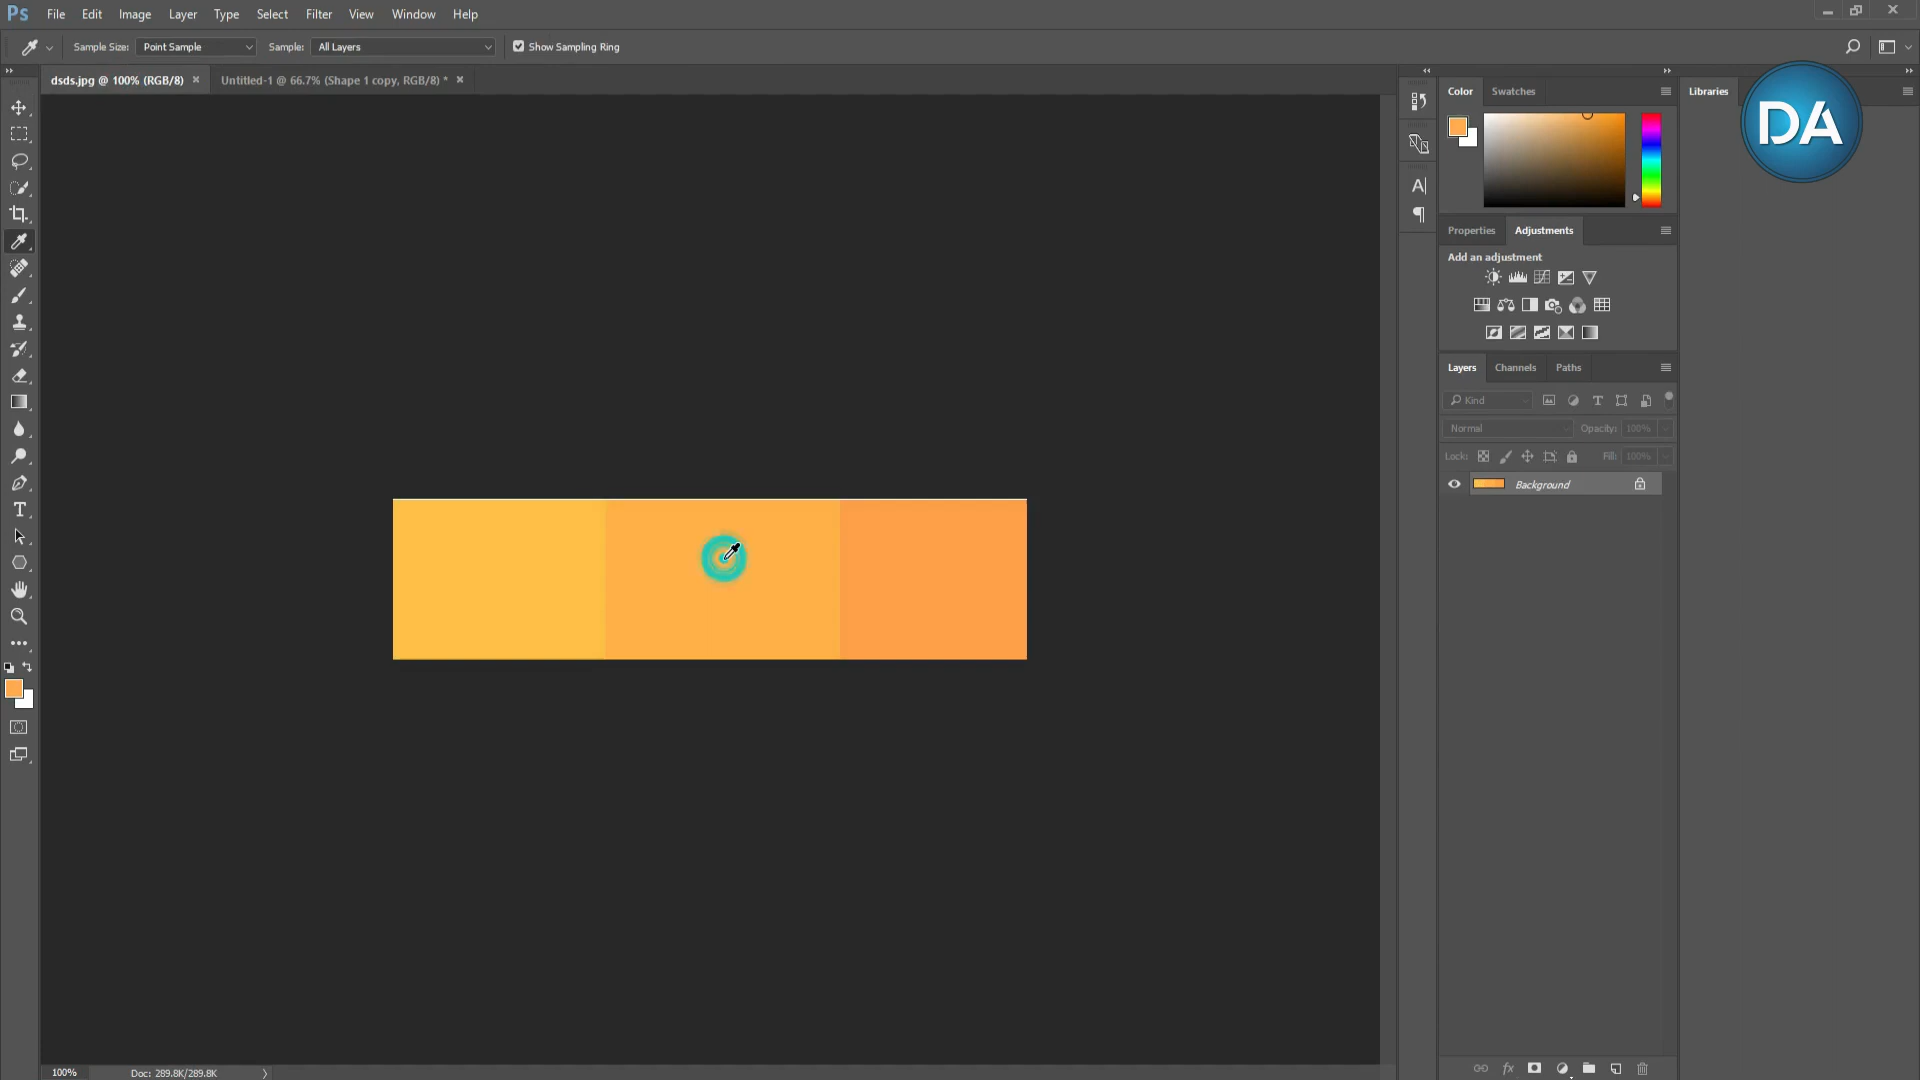 Ps File Edit Image Layer Type Select Filter View Window Help
Sample Size: Point Sample Sample: All Layers Show Sampling Ring
dsds.jpg @ 100% (RGB/8) × Untitled-1 @ 66.7% (Shape 1 copy, RGB/8) * ×
Color Swatches
Libraries
DA
Properties Adjustments
Add an adjustment
Layers Channels Paths
Kind
Normal Opacity: 100%
Lock: Fill: 100%
Background
100% Doc: 289.8K/289.8K